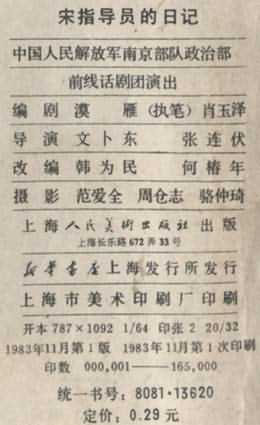 宋指导员的日记
中国人民解放军南京部队政治部
前线话剧团演出
编 剧 漠 雁 (执笔) 肖玉泽
导 演 文卜东 张连伏
改 编 韩为民 何椿年
摄 影 范爱全 周仓志 骆仲琦
上海人民美術出版社出版
上海长乐路 672 弄 33 号
新华书店上海发行所发行
上海市美术印刷厂印刷
开本 787×1092 1/64 印张 2 20/32
1983年11月第1版 1983年11月第1次印刷
印数 000,001——165,000
统一书号: 8081·13620
定价: 0.29 元